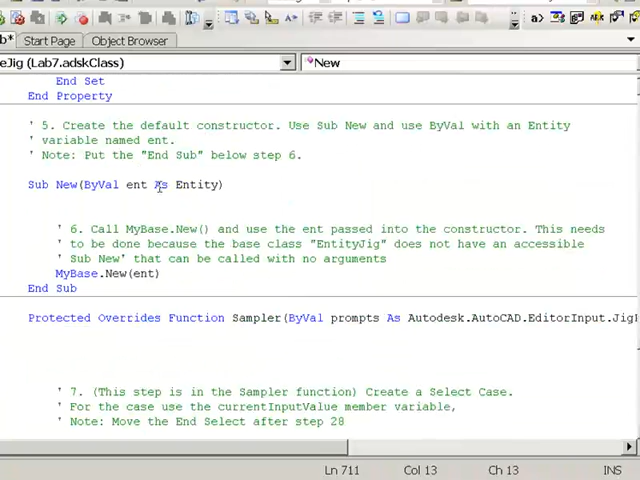 b* Start Page Object Browser
eJig (Lab7.adskClass) New
End Set
End Property
' 5. Create the default constructor. Use Sub New and use ByVal with an Entity
' variable named ent.
' Note: Put the "End Sub" below step 6.
Sub New(ByVal ent As Entity)
' 6. Call MyBase.New() and use the ent passed into the constructor. This needs
' to be done because the base class "EntityJig" does not have an accessible
' Sub New' that can be called with no arguments
MyBase.New(ent)
End Sub
Protected Overrides Function Sampler(ByVal prompts As Autodesk.AutoCAD.EditorInput.Jig
' 7. (This step is in the Sampler function) Create a Select Case.
' For the case use the currentInputValue member variable,
' Note: Move the End Select after step 28
Ln 711 Col 13 Ch 13 INS